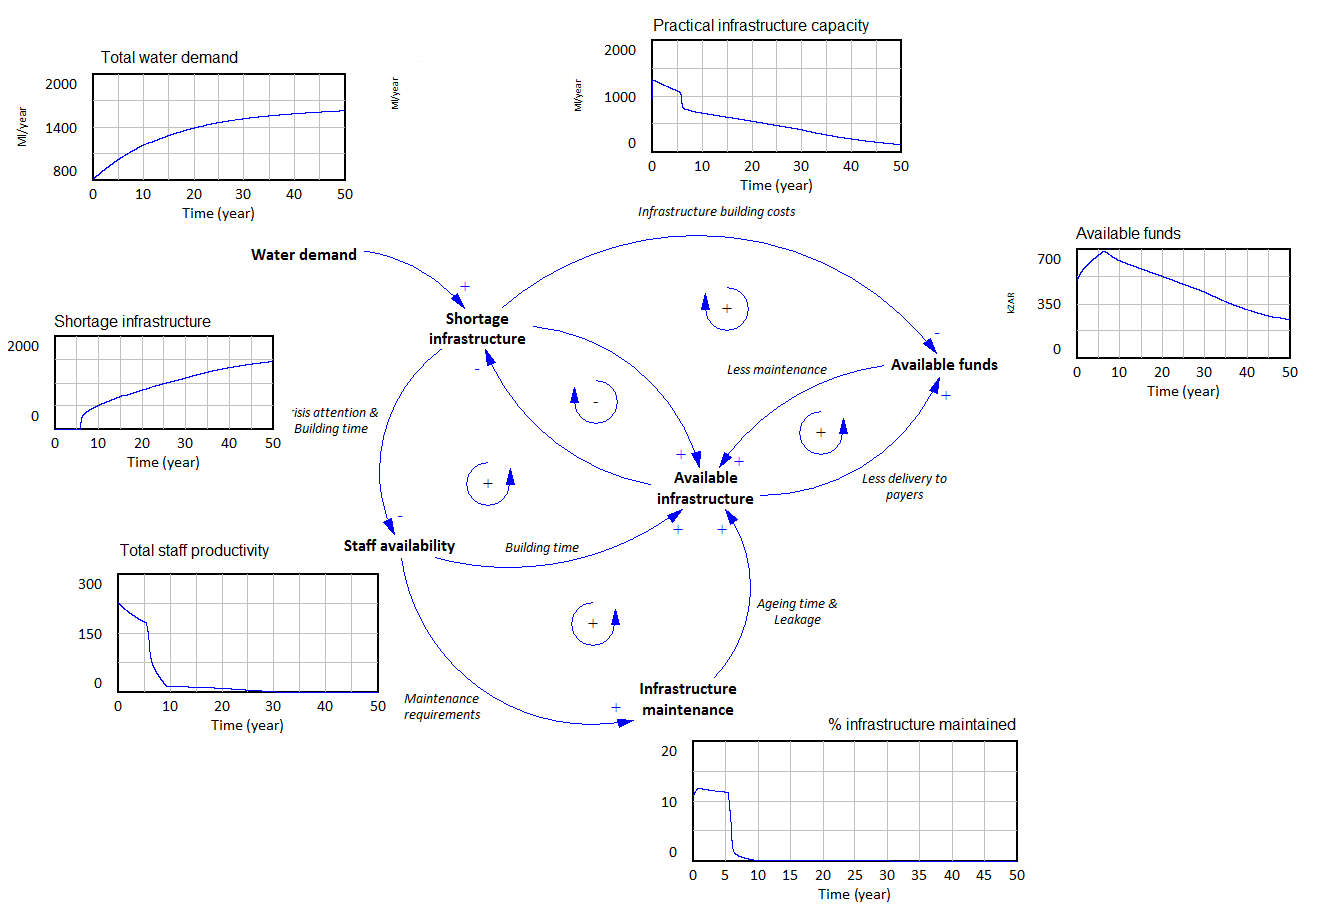 Practical infrastructure capacity
Total water demand
2000
1400
800
Ml/year
0 10 20 30 40 50
Time (year)
Ml/year
2000
1000
0
Ml/year
0 10 20 30 40 50
Time (year)
Infrastructure building costs
Available funds
700
350
0
kZAR
0 10 20 30 40 50
Time (year)
Water demand
+
Shortage
infrastructure
Shortage infrastructure
2000
0
0 10 20 30 40 50
Time (year)
+
-
Available funds
+
Less maintenance
-
-
+
risis attention &
Building time
+
+
+
Available
infrastructure
Less delivery to
payers
+
-
Staff availability
Building time
+
+
Total staff productivity
300
150
0
0 10 20 30 40 50
Time (year)
+
Ageing time &
Leakage
Maintenance
requirements
+
Infrastructure
maintenance
% infrastructure maintained
20
10
0
0 5 10 15 20 25 30 35 40 45 50
Time (year)